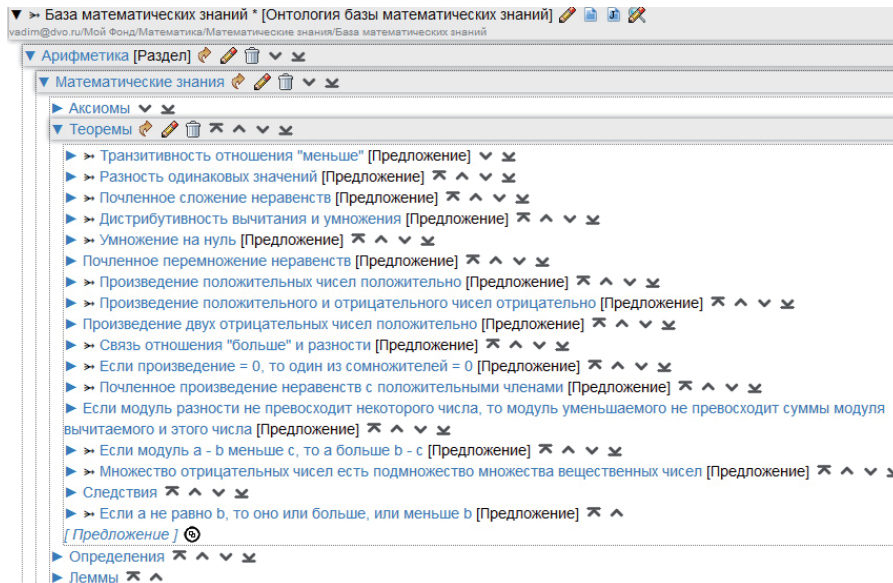 База математических знаний * [Онтология базы математических знаний]
vadim@dvo.ru/Мой Фонд/Математика/Математические знания/База математических знаний
Арифметика [Раздел]
Математические знания
Аксиомы
Теоремы
Транзитивность отношения "меньше" [Предложение]
Разность одинаковых значений [Предложение]
Почленное сложение неравенств [Предложение]
Дистрибутивность вычитания и умножения [Предложение]
Умножение на нуль [Предложение]
Почленное перемножение неравенств [Предложение]
Произведение положительных чисел положительно [Предложение]
Произведение положительного и отрицательного чисел отрицательно [Предложение]
Произведение двух отрицательных чисел положительно [Предложение]
Связь отношения "больше" и разности [Предложение]
Если произведение = 0, то один из сомножителей = 0 [Предложение]
Почленное произведение неравенств с положительными членами [Предложение]
Если модуль разности не превосходит некоторого числа, то модуль уменьшаемого не превосходит суммы модуля
вычитаемого и этого числа [Предложение]
Если модуль a - b меньше c, то a больше b - c [Предложение]
Множество отрицательных чисел есть подмножество множества вещественных чисел [Предложение]
Следствия
Если a не равно b, то оно или больше, или меньше b [Предложение]
[ Предложение ]
Определения
Леммы